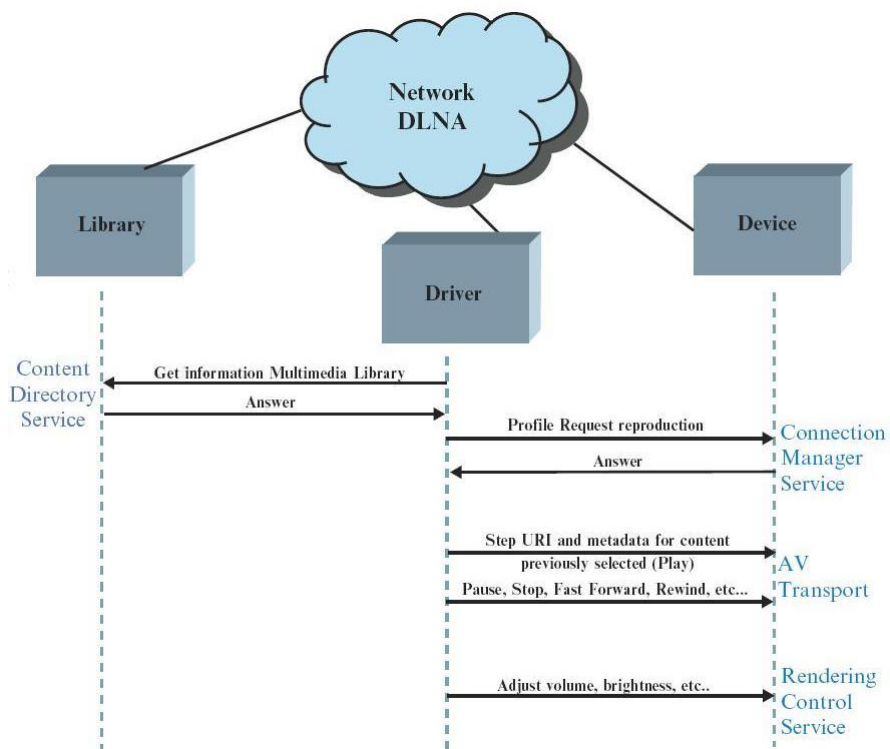 Network
DLNA
Library
Driver
Device
Content
Directory
Service
Get information Multimedia Library
Answer
Profile Request reproduction
Answer
Connection
Manager
Service
Step URI and metadata for content
previously selected (Play)
Pause, Stop, Fast Forward, Rewind, etc...
AV
Transport
Adjust volume, brightness, etc..
Rendering
Control
Service